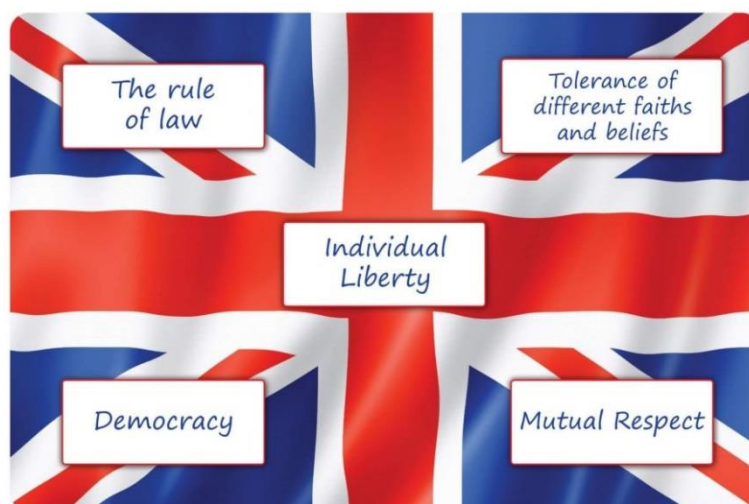 The rule
of law
Tolerance of
different faiths
and beliefs
Individual
Liberty
Democracy
Mutual Respect